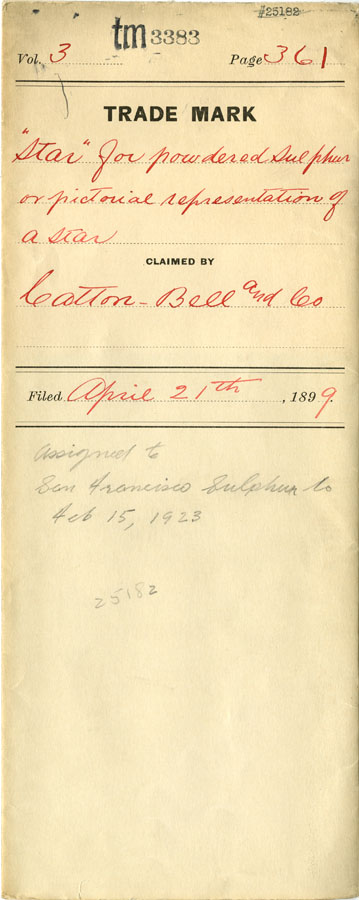 #25182
tm 3383
Vol. 3 Page 361
TRADE MARK
"Star" for powdered sulphur
or pictorial representation of
a star
CLAIMED BY
Catton-Bell and Co
Filed April 21th, 1899.
Assigned to
San Francisco Sulphur Co
Feb 15, 1923
25182